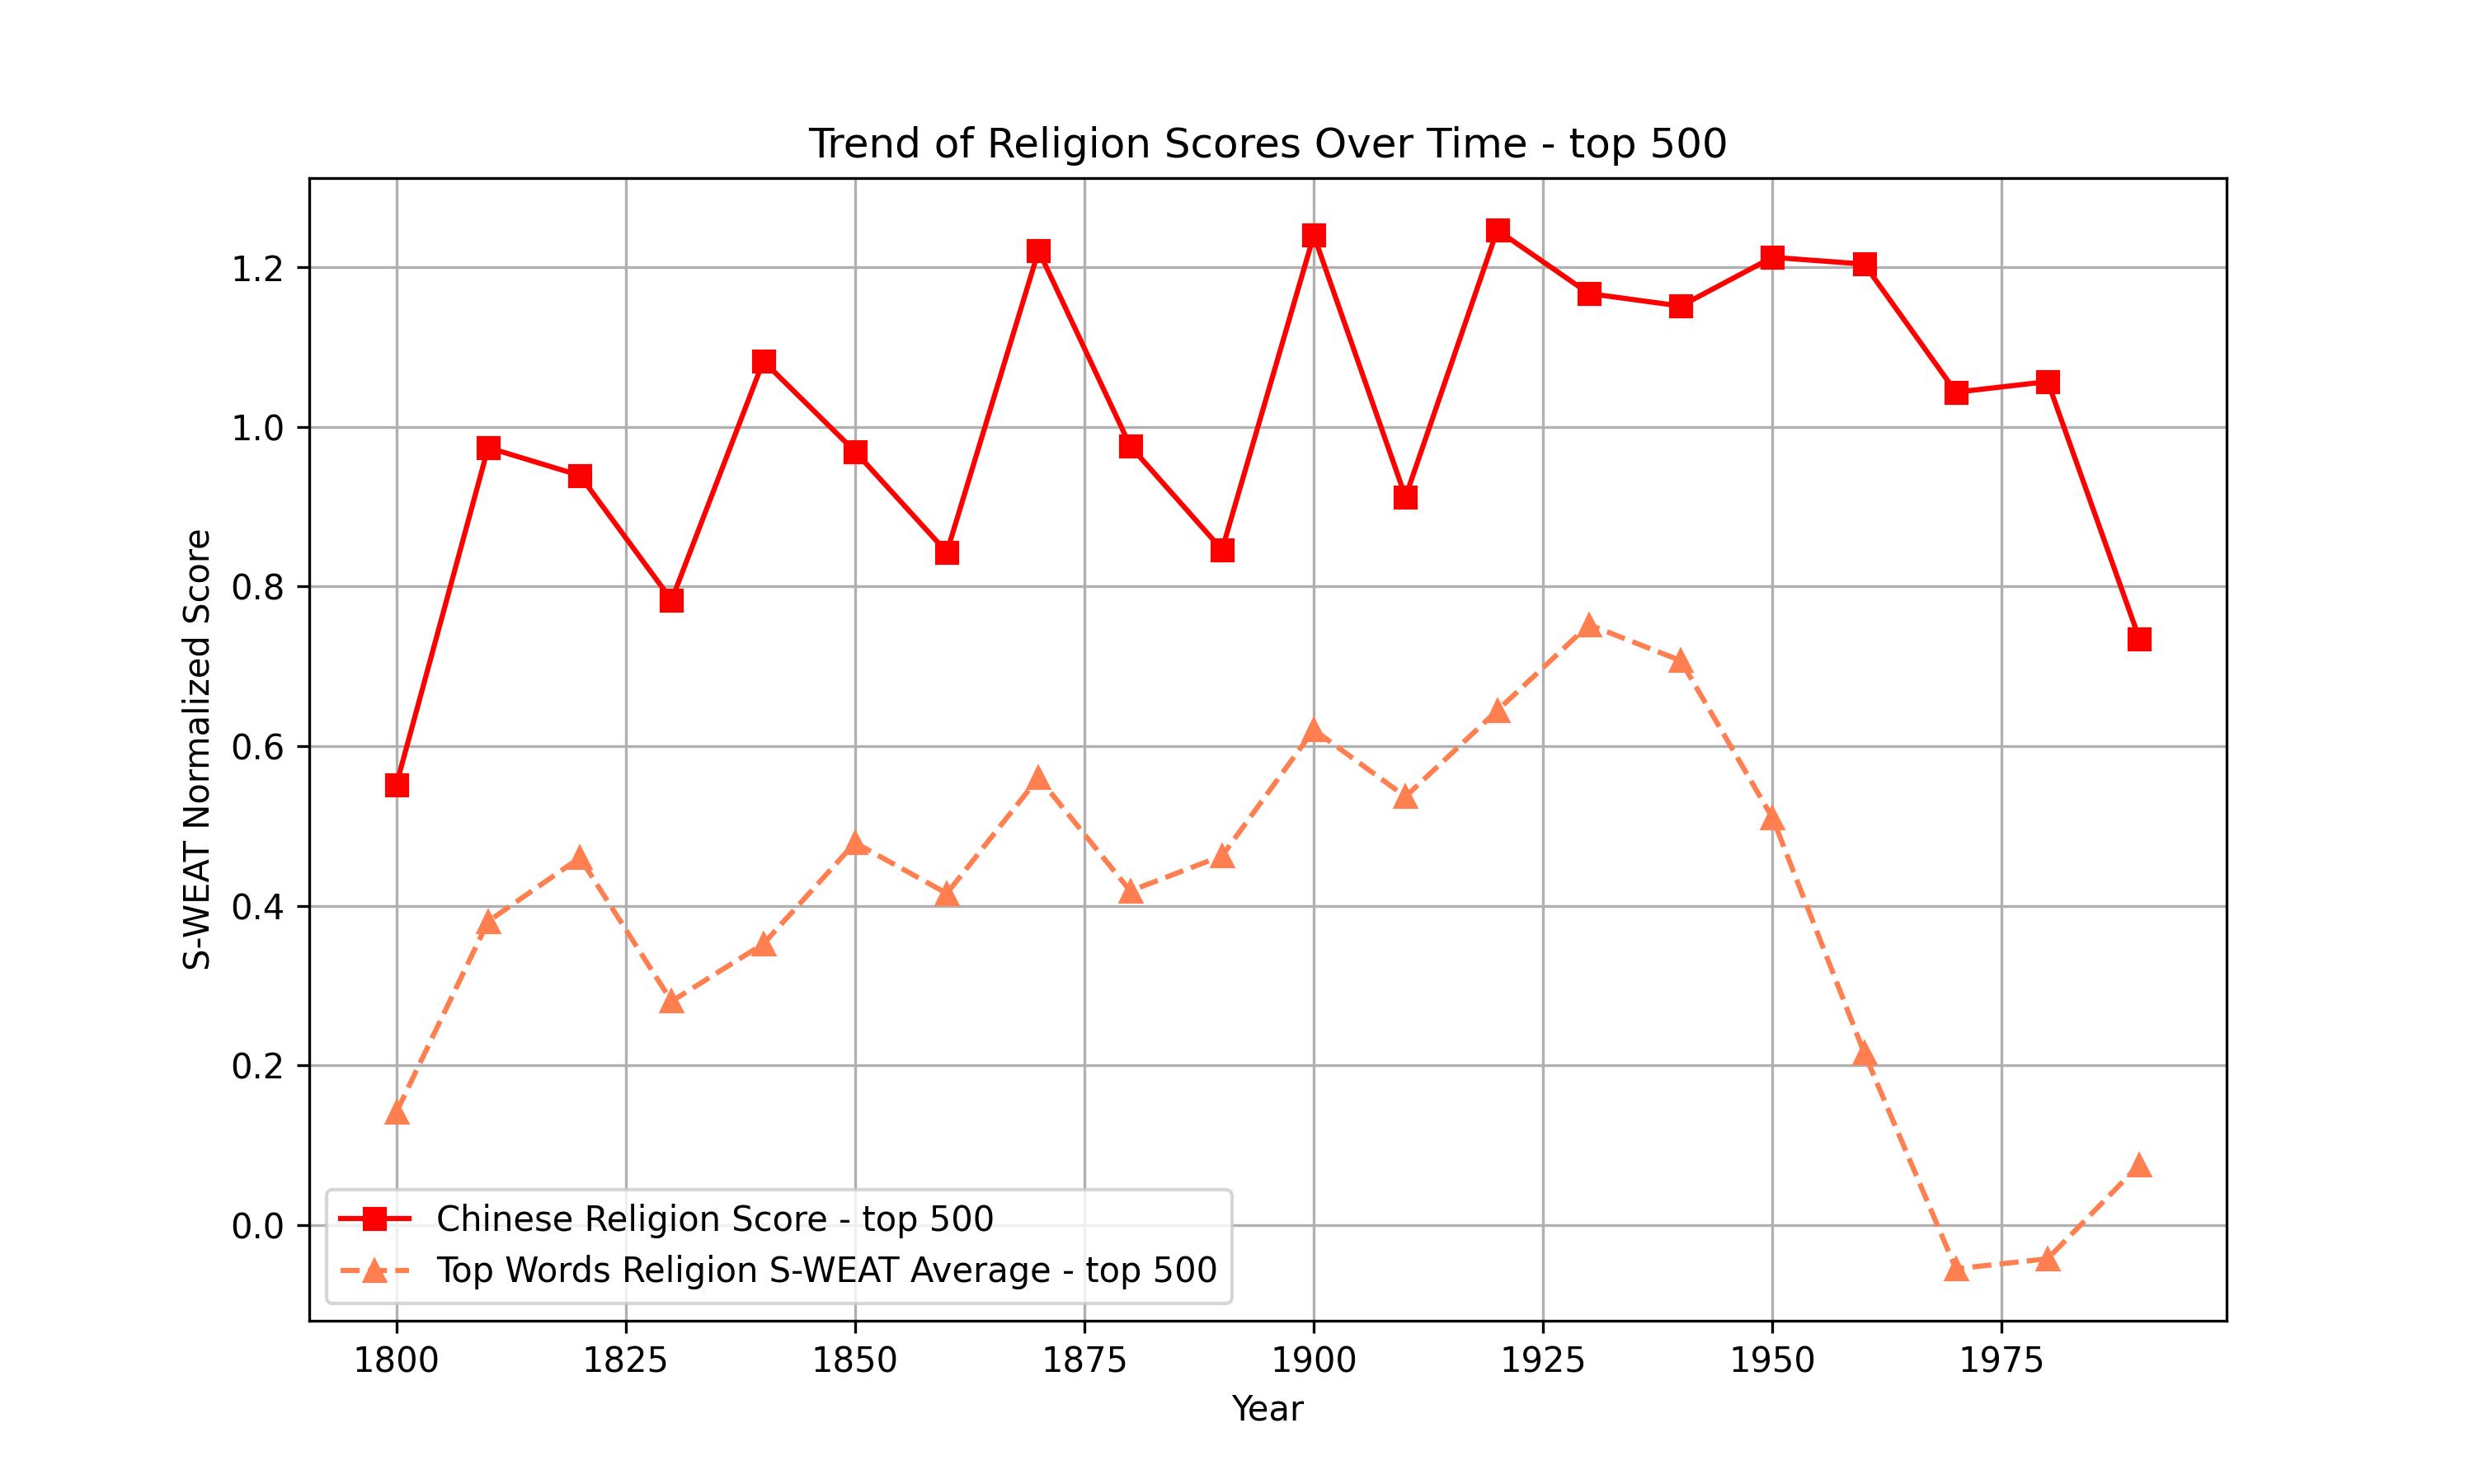 Trend of Religion Scores Over Time - top 500
S-WEAT Normalized Score
1.2
1.0
0.8
0.6
0.4
0.2
0.0
Chinese Religion Score - top 500
Top Words Religion S-WEAT Average - top 500
1800 1825 1850 1875 1900 1925 1950 1975
Year